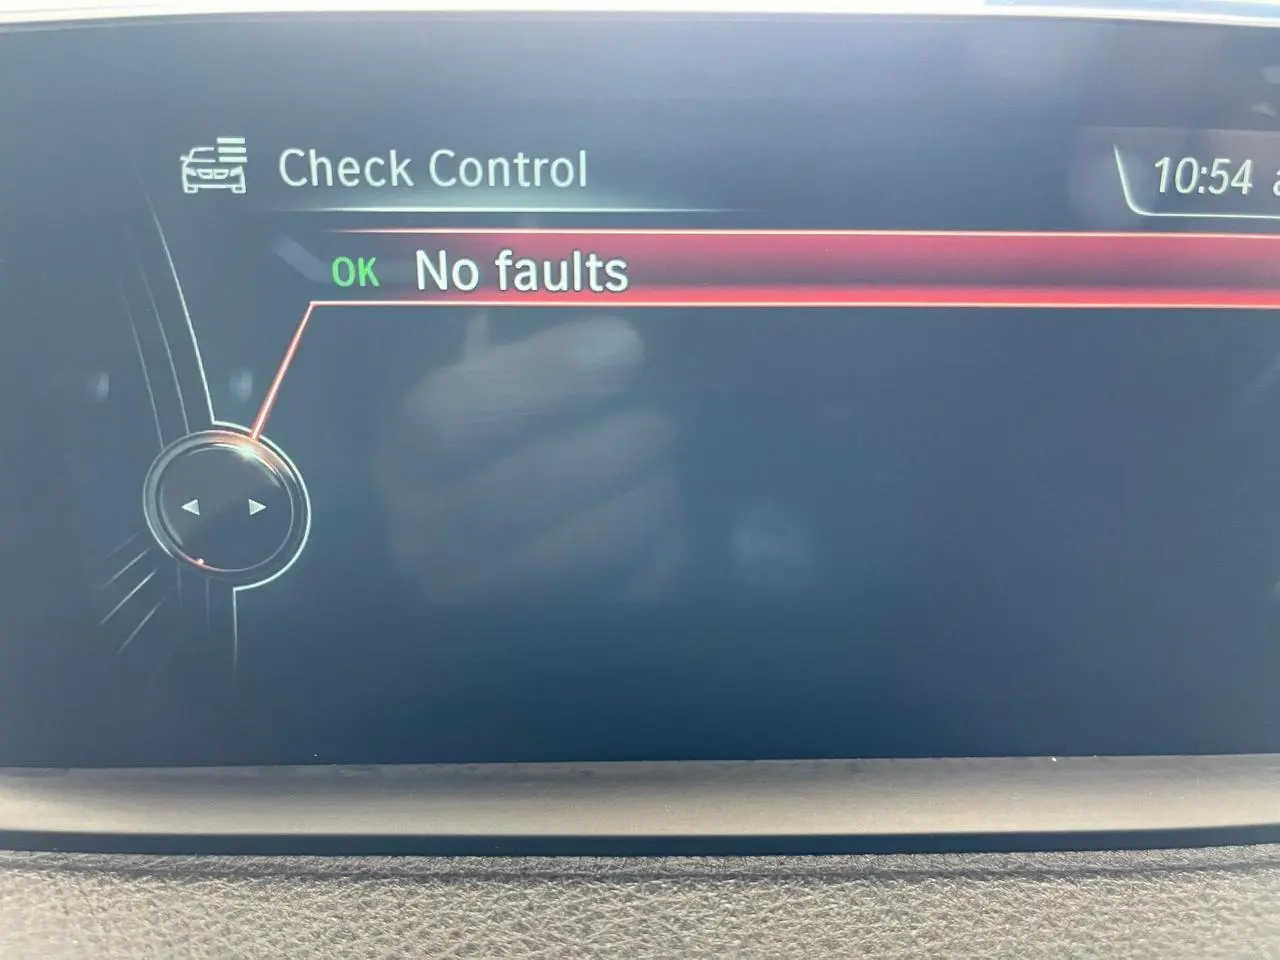 Check Control
10:54 a
OK No faults